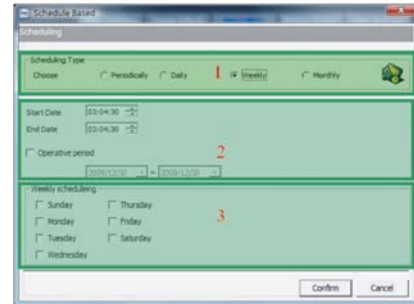 Schedule Based
Scheduling
Scheduling Type
Choose Periodically Daily 1 Weekly Monthly
Start Date 03:04:30
End Date 03:04:30
Operative period
2
2009/12/30 ~ 2009/12/30
Weekly scheduleing
Sunday Thursday
3
Monday Friday
Tuesday Saturday
Wednesday
Confirm Cancel